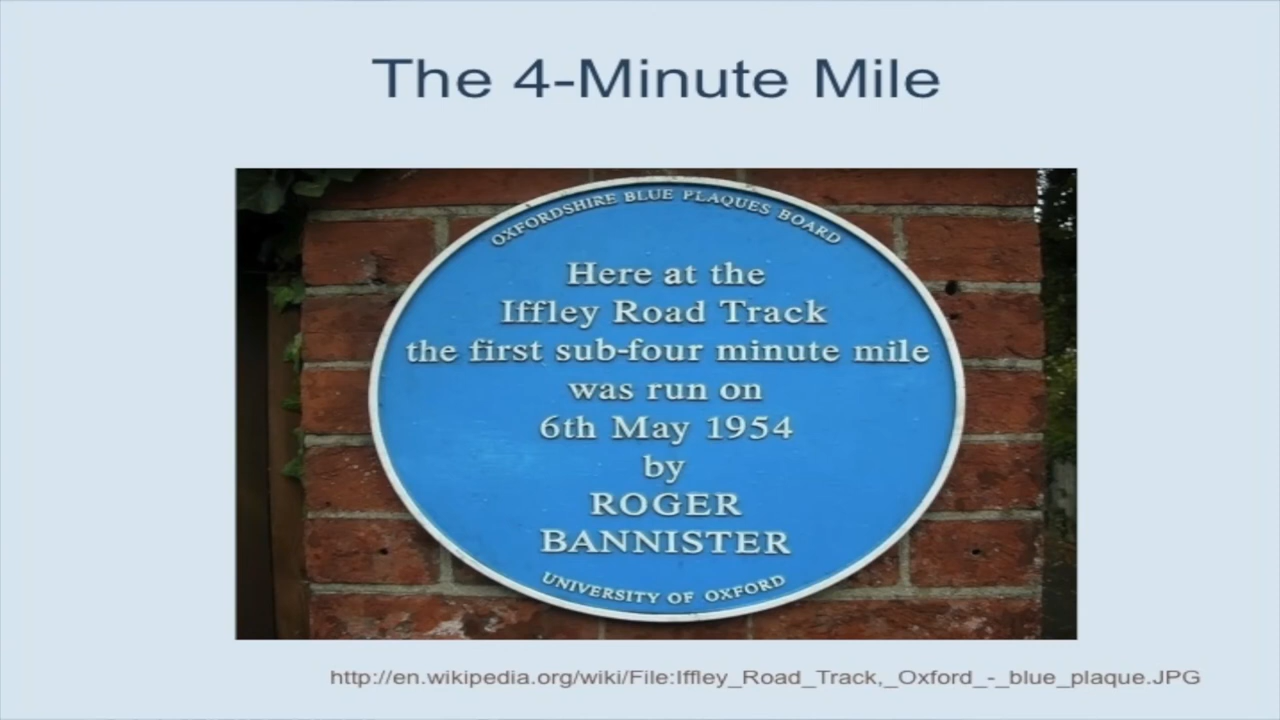 The 4-Minute Mile
OXFORDSHIRE BLUE PLAQUES BOARD
Here at the
Iffley Road Track
the first sub-four minute mile
was run on
6th May 1954
by
ROGER
BANNISTER
UNIVERSITY OF OXFORD
http://en.wikipedia.org/wiki/File:Iffley_Road_Track,_Oxford_-_blue_plaque.JPG